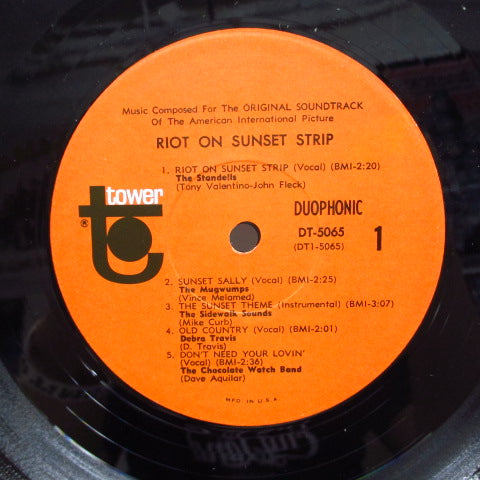 Music Composed For The ORIGINAL SOUNDTRACK
Of The American International Picture
RIOT ON SUNSET STRIP
1. RIOT ON SUNSET STRIP (Vocal) (BMI-2:20)
The Standells
(Tony Valentino-John Fleck)
tower
®
DUOPHONIC
DT-5065
(DT1-5065)
1
2. SUNSET SALLY (Vocal) (BMI-2:25)
The Mugwumps
(Vince Melamed)
3. THE SUNSET THEME (Instrumental) (BMI-3:07)
The Sidewalk Sounds
(Mike Curb)
4. OLD COUNTRY (Vocal) (BMI-2:01)
Debra Travis
(D. Travis)
5. DON'T NEED YOUR LOVIN'
(Vocal) (BMI-2:36)
The Chocolate Watch Band
(Dave Aguilar)
MFD. IN U.S.A.